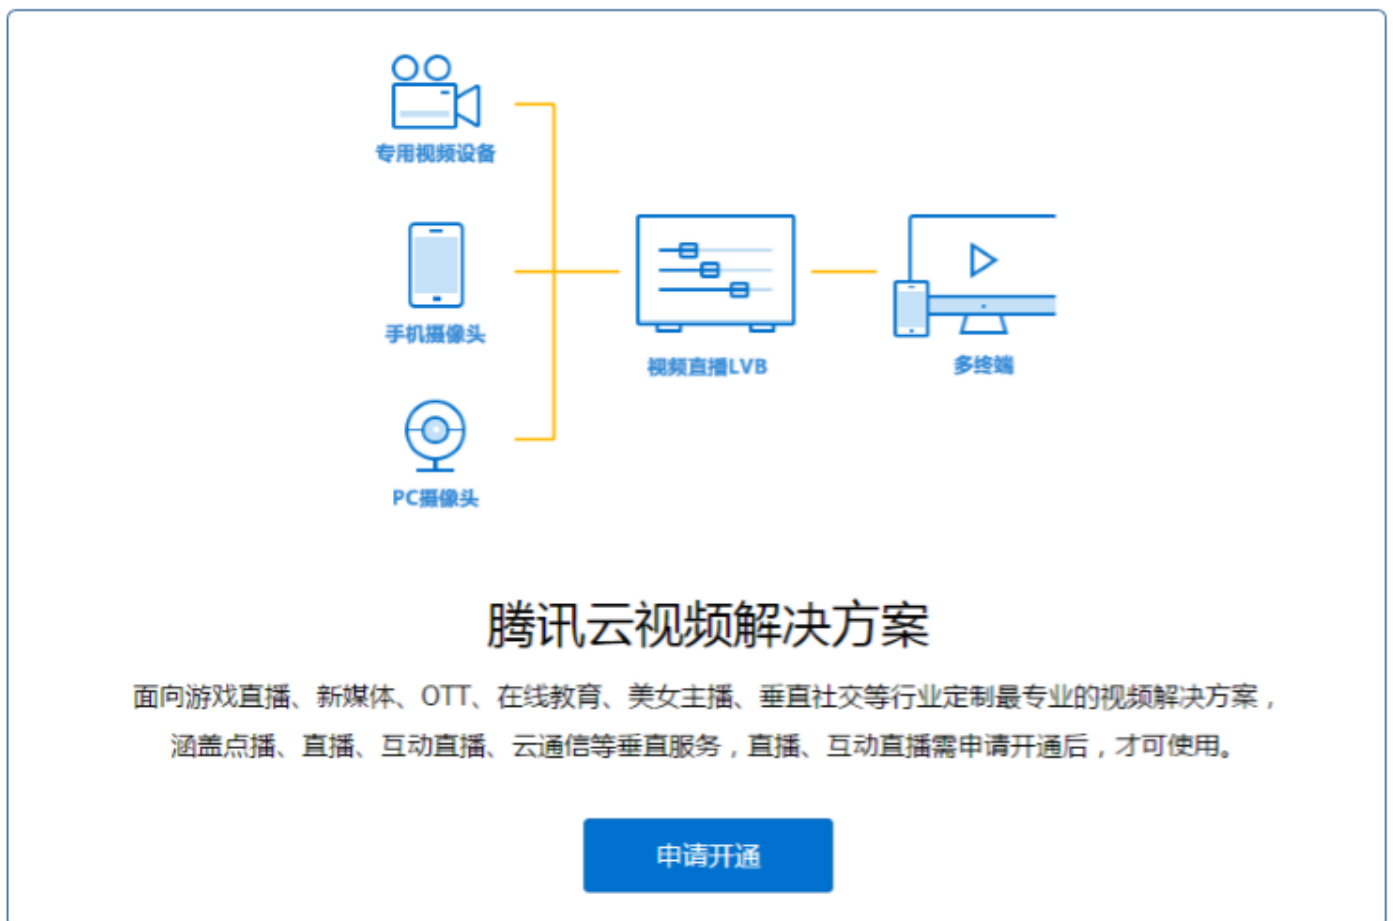 专用视频设备
手机摄像头
视频直播LVB
多终端
PC摄像头
腾讯云视频解决方案
面向游戏直播、新媒体、OTT、在线教育、美女主播、垂直社交等行业定制最专业的视频解决方案，
涵盖点播、直播、互动直播、云通信等垂直服务，直播、互动直播需申请开通后，才可使用。
申请开通